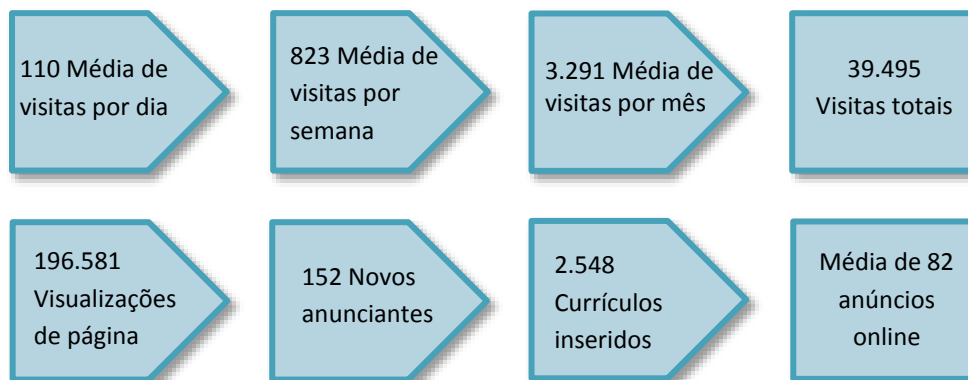 110 Média de
visitas por dia
823 Média de
visitas por
semana
3.291 Média de
visitas por mês
39.495
Visitas totais
196.581
Visualizações
de página
152 Novos
anunciantes
2.548
Currículos
inseridos
Média de 82
anúncios
online